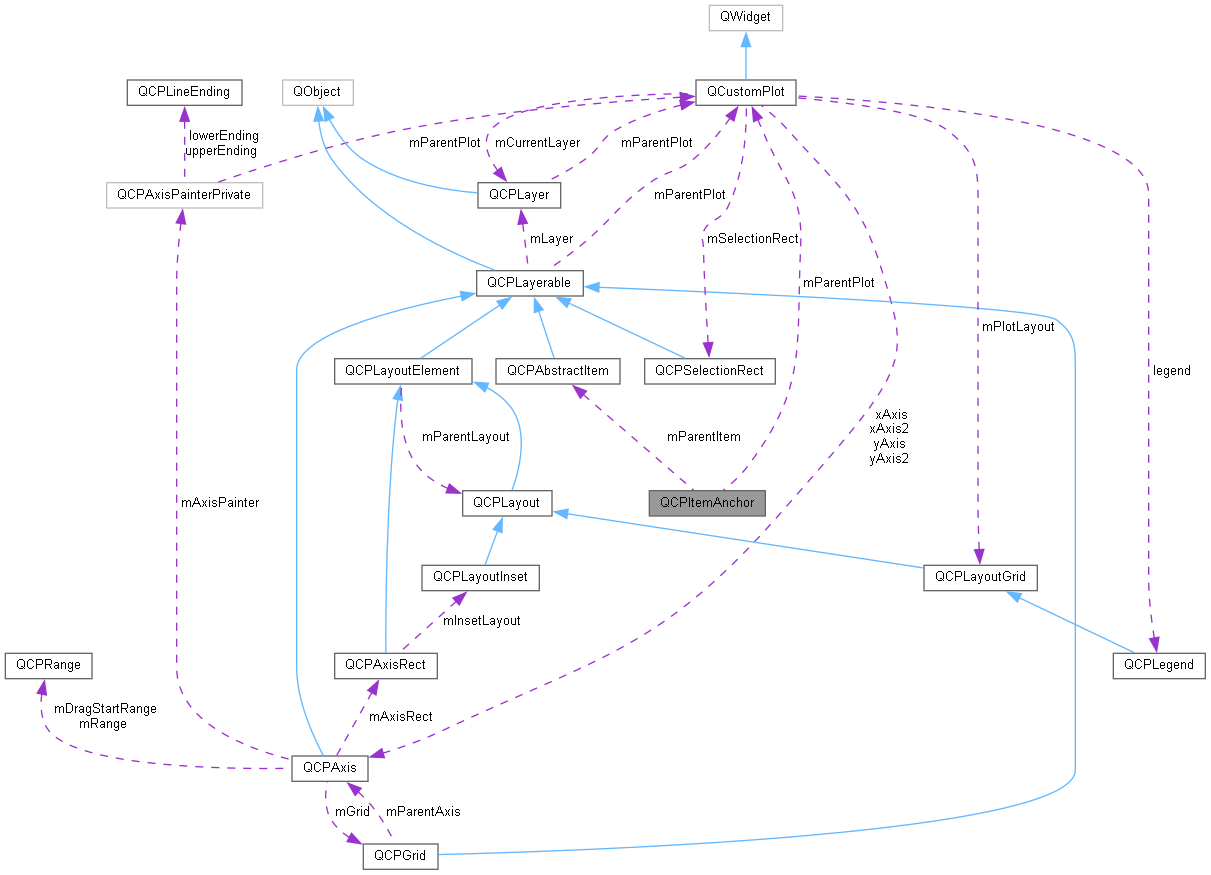 QWidget
QCPLineEnding
QObject
QCustomPlot
lowerEnding
upperEnding
mParentPlot
mCurrentLayer
mParentPlot
QCPAxisPainterPrivate
QCPLayer
mParentPlot
mLayer
mSelectionRect
QCPLayerable
mParentPlot
mPlotLayout
QCPLayoutElement
QCPAbstractItem
QCPSelectionRect
legend
xAxis
xAxis2
yAxis
yAxis2
mParentLayout
mParentItem
mAxisPainter
QCPLayout
QCPItemAnchor
QCPLayoutInset
QCPLayoutGrid
mInsetLayout
QCPRange
QCPAxisRect
QCPLegend
mDragStartRange
mRange
mAxisRect
QCPAxis
mGrid
mParentAxis
QCPGrid